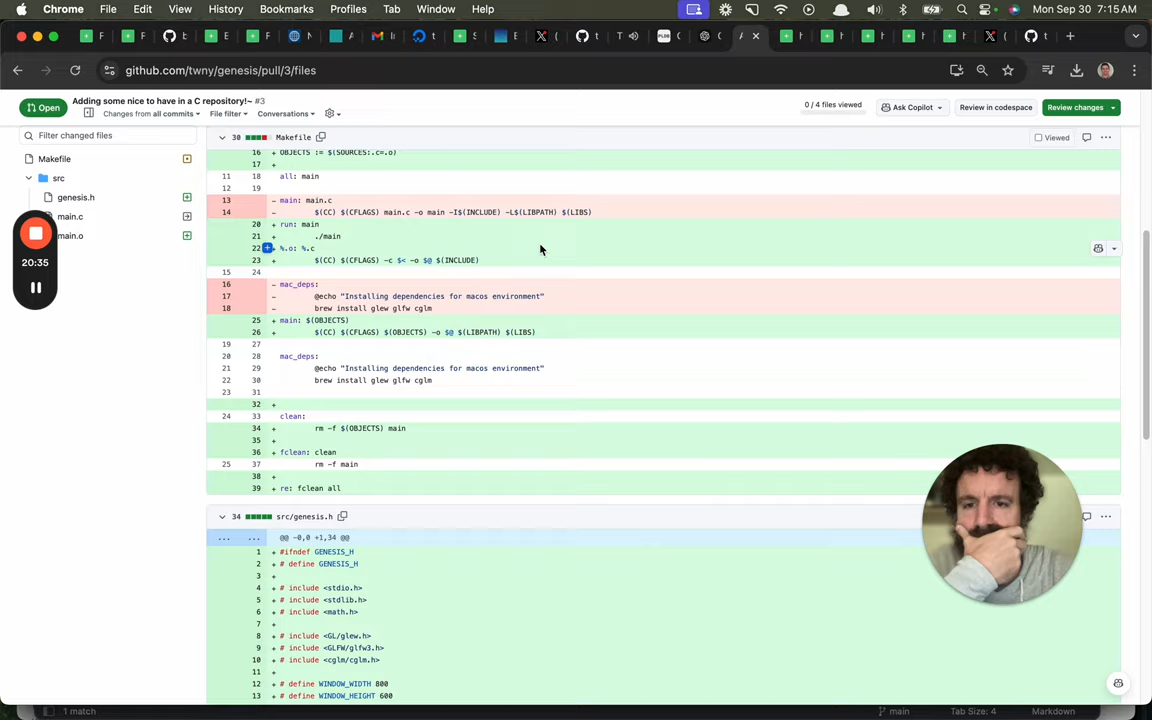 Chrome File Edit View History Bookmarks Profiles Tab Window Help Mon Sep 30 7:15 AM
github.com/twny/genesis/pull/3/files
Open
Adding some nice to have in a C repository!~ #3
Changes from all commits File filter Conversations
0 / 4 files viewed
Ask Copilot
Review in codespace
Review changes
Filter changed files
Makefile
src
genesis.h
main.c
main.o
20:35
30 Makefile Viewed
16 + OBJECTS := $(SOURCES:.c=.o)
17 +
11 18 all: main
12 19
13 - main: main.c
14 - $(CC) $(CFLAGS) main.c -o main -I$(INCLUDE) -L$(LIBPATH) $(LIBS)
20 + run: main
21 + ./main
22 + %.o: %.c
23 + $(CC) $(CFLAGS) -c $< -o $@ $(INCLUDE)
15 24
16 - mac_deps:
17 - @echo "Installing dependencies for macos environment"
18 - brew install glew glfw cglm
25 + main: $(OBJECTS)
26 + $(CC) $(CFLAGS) $(OBJECTS) -o $@ $(LIBPATH) $(LIBS)
19 27
20 28 mac_deps:
21 29 @echo "Installing dependencies for macos environment"
22 30 brew install glew glfw cglm
23 31
32 +
24 33 clean:
34 + rm -f $(OBJECTS) main
35 +
36 + fclean: clean
25 37 rm -f main
38 +
39 + re: fclean all
34 src/genesis.h
... ... @@ -0,0 +1,34 @@
1 + #ifndef GENESIS_H
2 + # define GENESIS_H
3 +
4 + # include <stdio.h>
5 + # include <stdlib.h>
6 + # include <math.h>
7 +
8 + # include <GL/glew.h>
9 + # include <GLFW/glfw3.h>
10 + # include <cglm/cglm.h>
11 +
12 + # define WINDOW_WIDTH 800
13 + # define WINDOW_HEIGHT 600
1 match main Tab Size: 4 Markdown